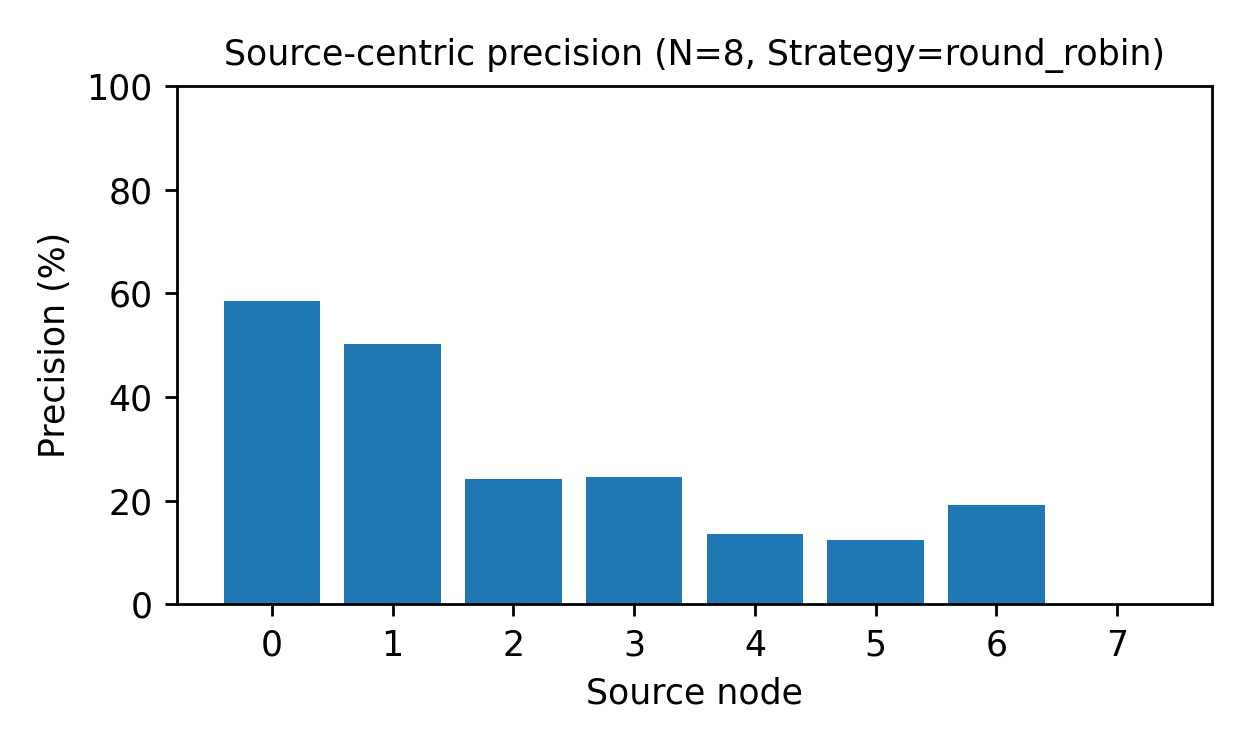 Source-centric precision (N=8, Strategy=round_robin)
100
80
60
40
20
0
Precision (%)
0 1 2 3 4 5 6 7
Source node